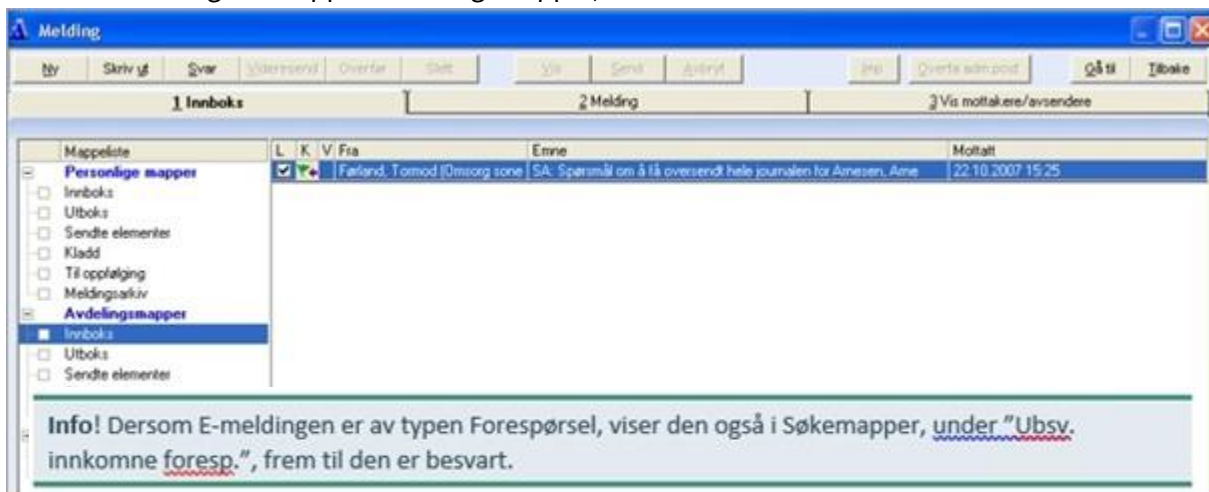 Melding
Ny Skriv ut Svar Videresend Overfør Slett Vis Send Avbryt Imp Overta adm.post Gå til Tilbake
1 Innboks 2 Melding 3 Vis mottakere/avsendere
Mappeliste L K V Fra Emne Mottatt
Personlige mapper Førland, Tormod (Omsorg sone SA: Spørsmål om å få oversendt hele journalen for Arnesen, Arne 22.10.2007 15:25
Innboks
Utboks
Sendte elementer
Kladd
Til oppfølging
Meldingsarkiv
Avdelingsmapper
Innboks
Utboks
Sendte elementer
Info! Dersom E-meldingen er av typen Forespørsel, viser den også i Søkemapper, under "Ubsv.
innkomne foresp.", frem til den er besvart.